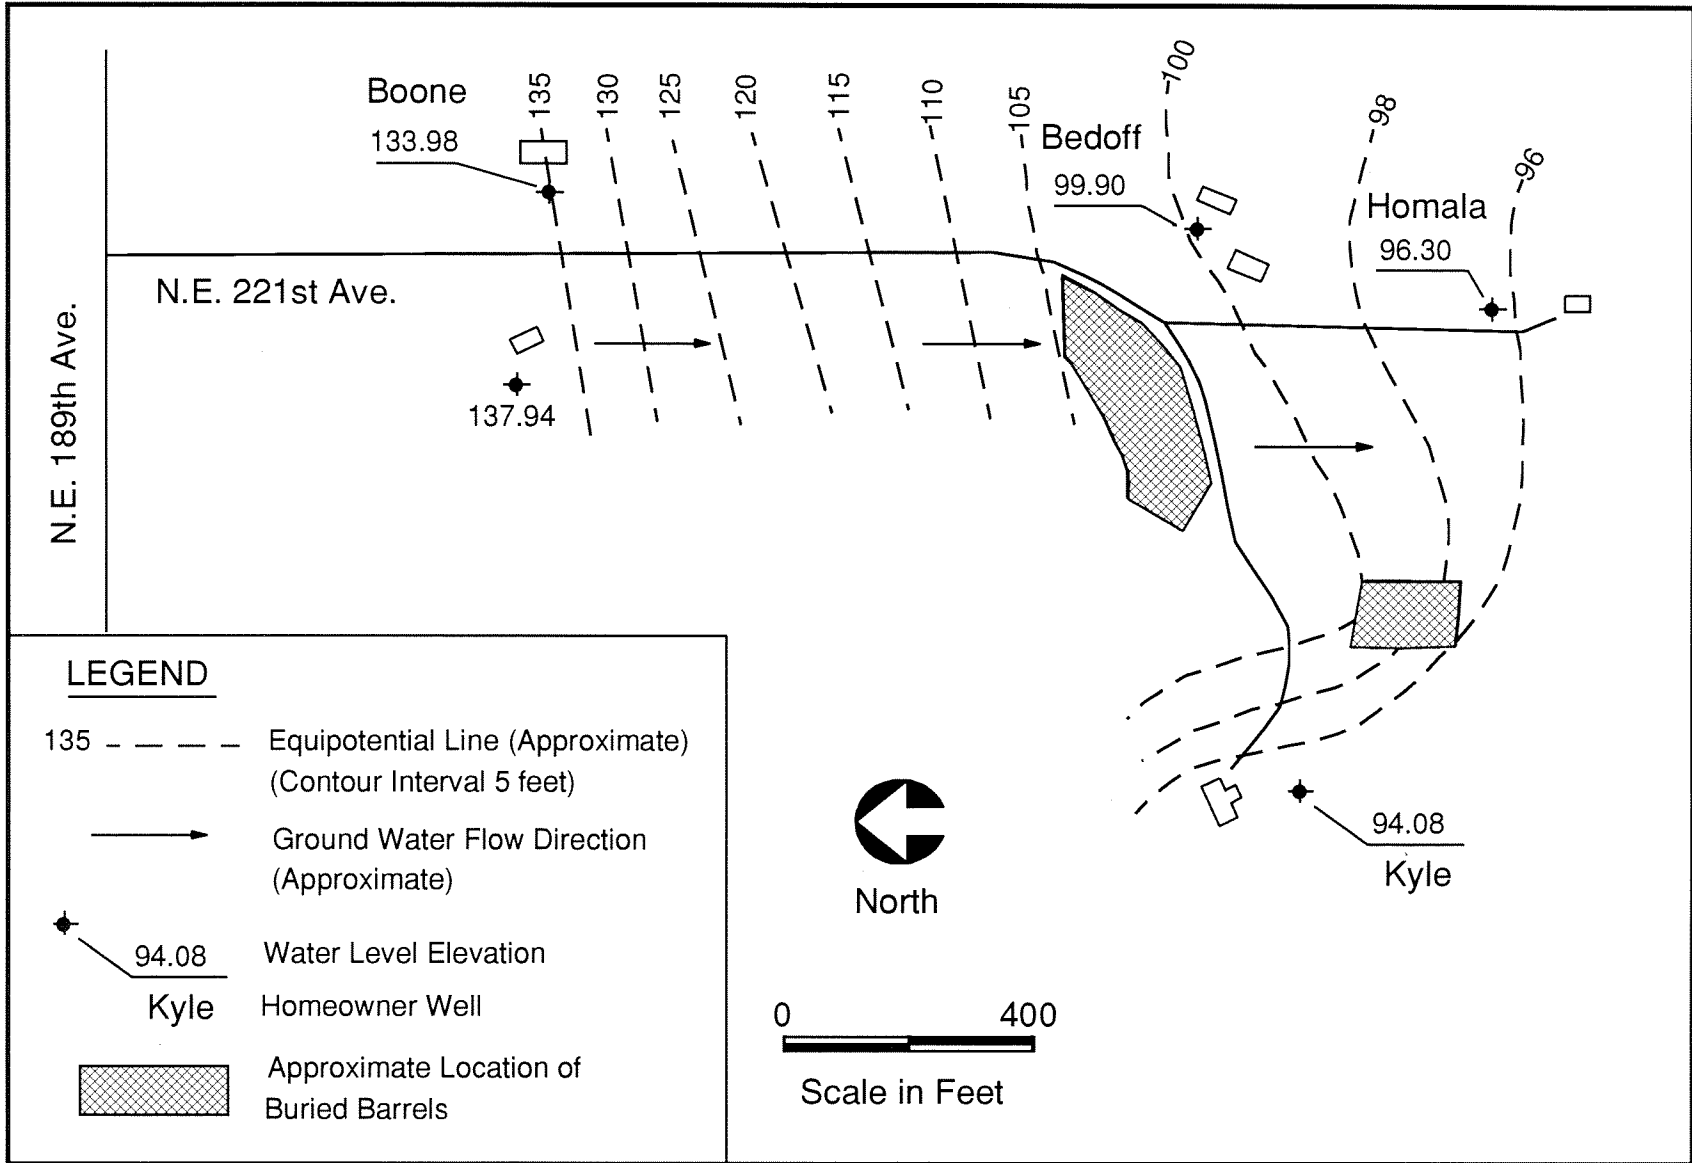 Boone
133.98
135
130
125
120
115
110
105
100
98
96
Bedoff
99.90
Homala
96.30
N.E. 221st Ave.
N.E. 189th Ave.
137.94
94.08
Kyle
North
0 400
Scale in Feet
LEGEND
135 Equipotential Line (Approximate)
(Contour Interval 5 feet)
Ground Water Flow Direction
(Approximate)
94.08 Water Level Elevation
Kyle Homeowner Well
Approximate Location of
Buried Barrels